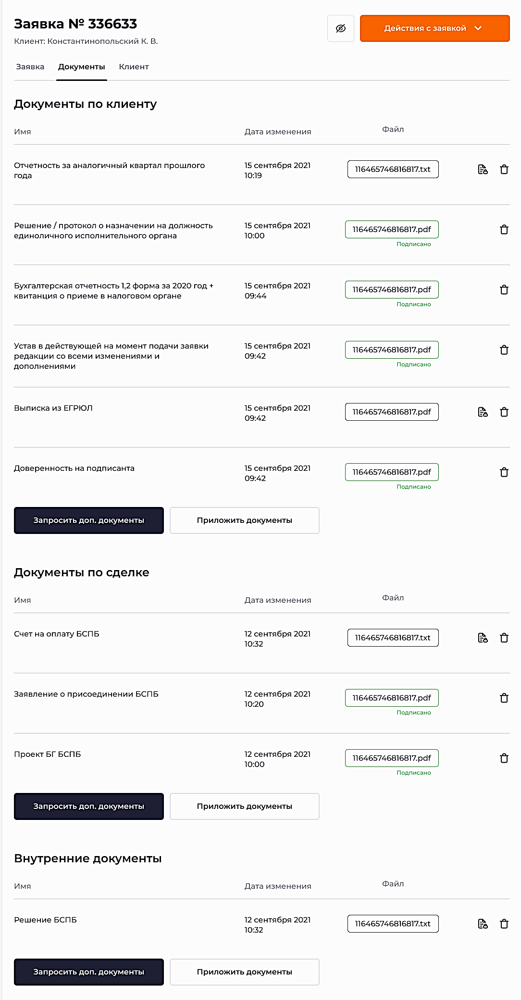 Заявка № 336633
Действия с заявкой
Клиент: Константинопольский К. В.
Заявка Документы Клиент
Документы по клиенту
Имя Дата изменения Файл
Отчетность за аналогичный квартал прошлого
года
15 сентября 2021
10:19
116465746816817.txt
Решение / протокол о назначении на должность
единоличного исполнительного органа
15 сентября 2021
10:00
116465746816817.pdf
Подписано
Бухгалтерская отчетность 1,2 форма за 2020 год +
квитанция о приеме в налоговом органе
15 сентября 2021
09:44
116465746816817.pdf
Подписано
Устав в действующей на момент подачи заявки
редакции со всеми изменениями и
дополнениями
15 сентября 2021
09:42
116465746816817.pdf
Подписано
Выписка из ЕГРЮЛ
15 сентября 2021
09:42
116465746816817.pdf
Доверенность на подписанта
15 сентября 2021
09:42
116465746816817.pdf
Подписано
Запросить доп. документы Приложить документы
Документы по сделке
Имя Дата изменения Файл
Счет на оплату БСПБ
12 сентября 2021
10:32
116465746816817.txt
Заявление о присоединении БСПБ
12 сентября 2021
10:20
116465746816817.pdf
Подписано
Проект БГ БСПБ
12 сентября 2021
10:00
116465746816817.pdf
Подписано
Запросить доп. документы Приложить документы
Внутренние документы
Имя Дата изменения Файл
Решение БСПБ
12 сентября 2021
10:32
116465746816817.txt
Запросить доп. документы Приложить документы